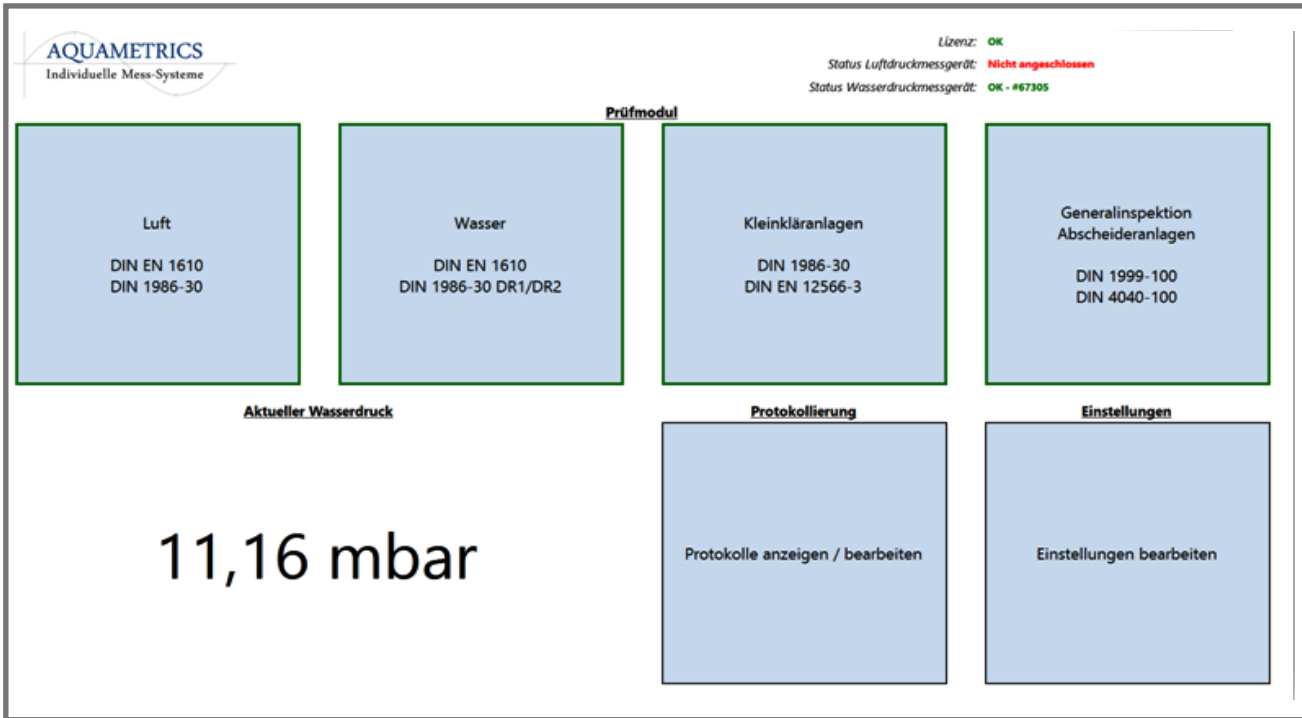 AQUAMETRICS
Individuelle Mess-Systeme
Lizenz: OK
Status Luftdruckmessgerät: Nicht angeschlossen
Status Wasserdruckmessgerät: OK - #67305
Prüfmodul
Luft
DIN EN 1610
DIN 1986-30
Wasser
DIN EN 1610
DIN 1986-30 DR1/DR2
Kleinkläranlagen
DIN 1986-30
DIN EN 12566-3
Generalinspektion
Abscheideranlagen
DIN 1999-100
DIN 4040-100
Aktueller Wasserdruck
11,16 mbar
Protokollierung
Protokolle anzeigen / bearbeiten
Einstellungen
Einstellungen bearbeiten